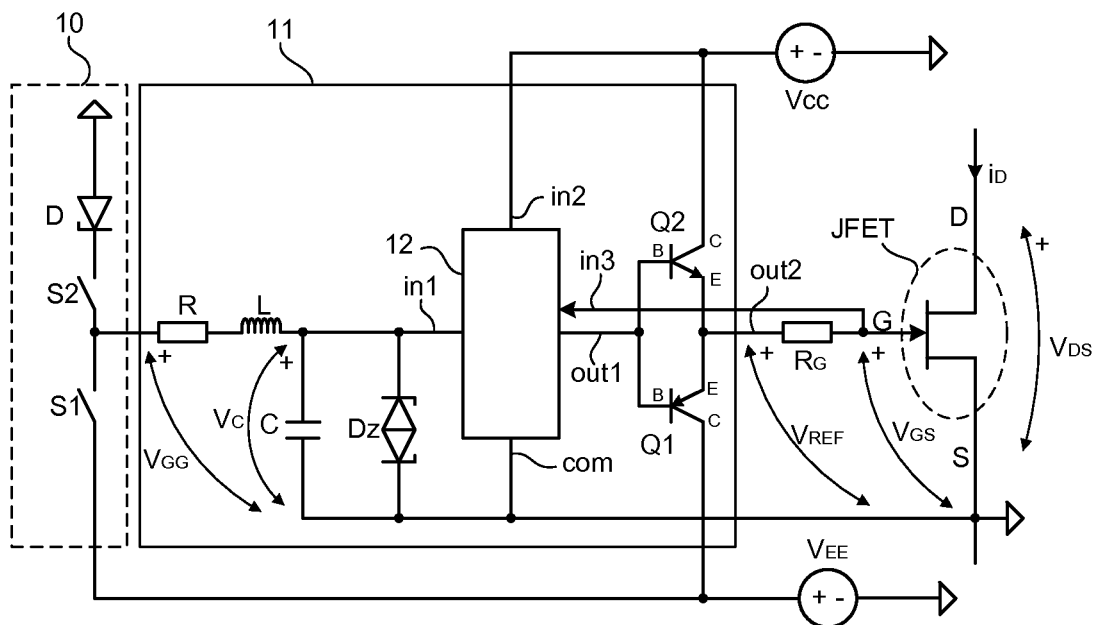 10
11
+ -
Vcc
D
in2
iD
D
12
Q2
C
in3
JFET
+
S2
in1
B
E
out2
R
L
G
+
+
out1
+
RG
+
VDS
S1
VC
C
Dz
B
E
C
Q1
VGG
VREF
VGS
S
com
VEE
+ -